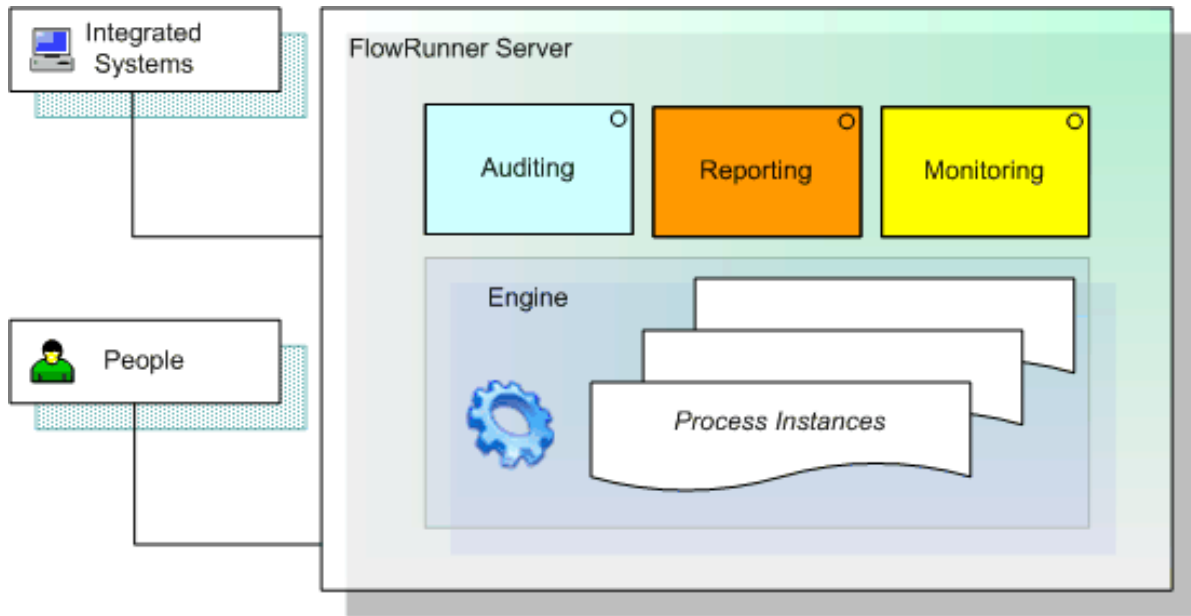 Integrated
Systems
FlowRunner Server
Auditing
Reporting
Monitoring
Engine
People
Process Instances